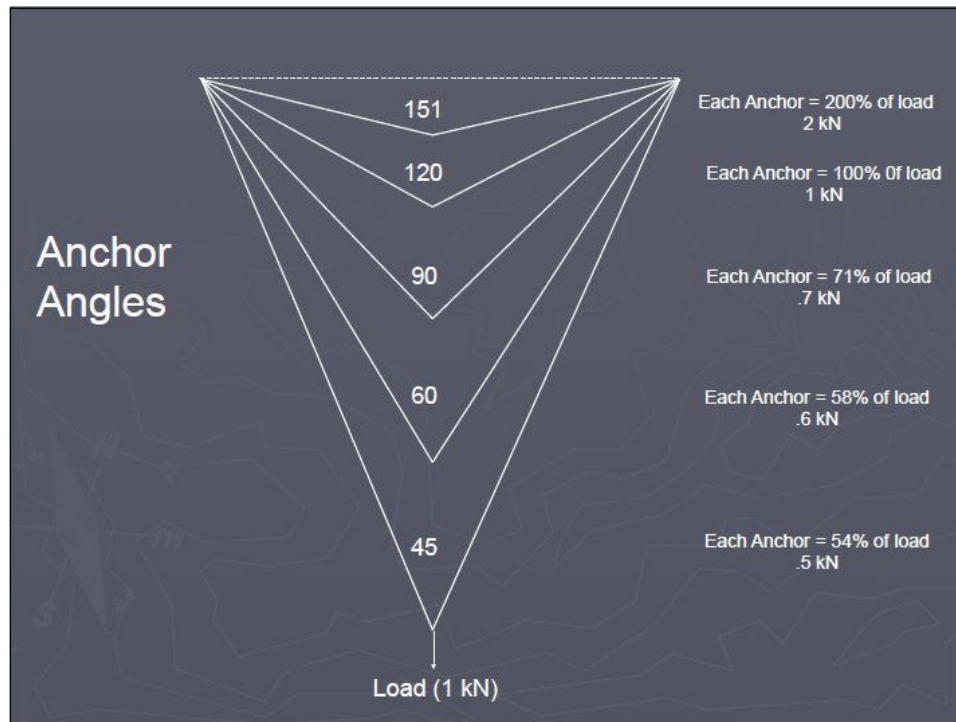 151
Each Anchor = 200% of load
2 kN
120
Each Anchor = 100% 0f load
1 kN
Anchor
Angles
90
Each Anchor = 71% of load
.7 kN
60
Each Anchor = 58% of load
.6 kN
45
Each Anchor = 54% of load
.5 kN
Load (1 kN)
N
S